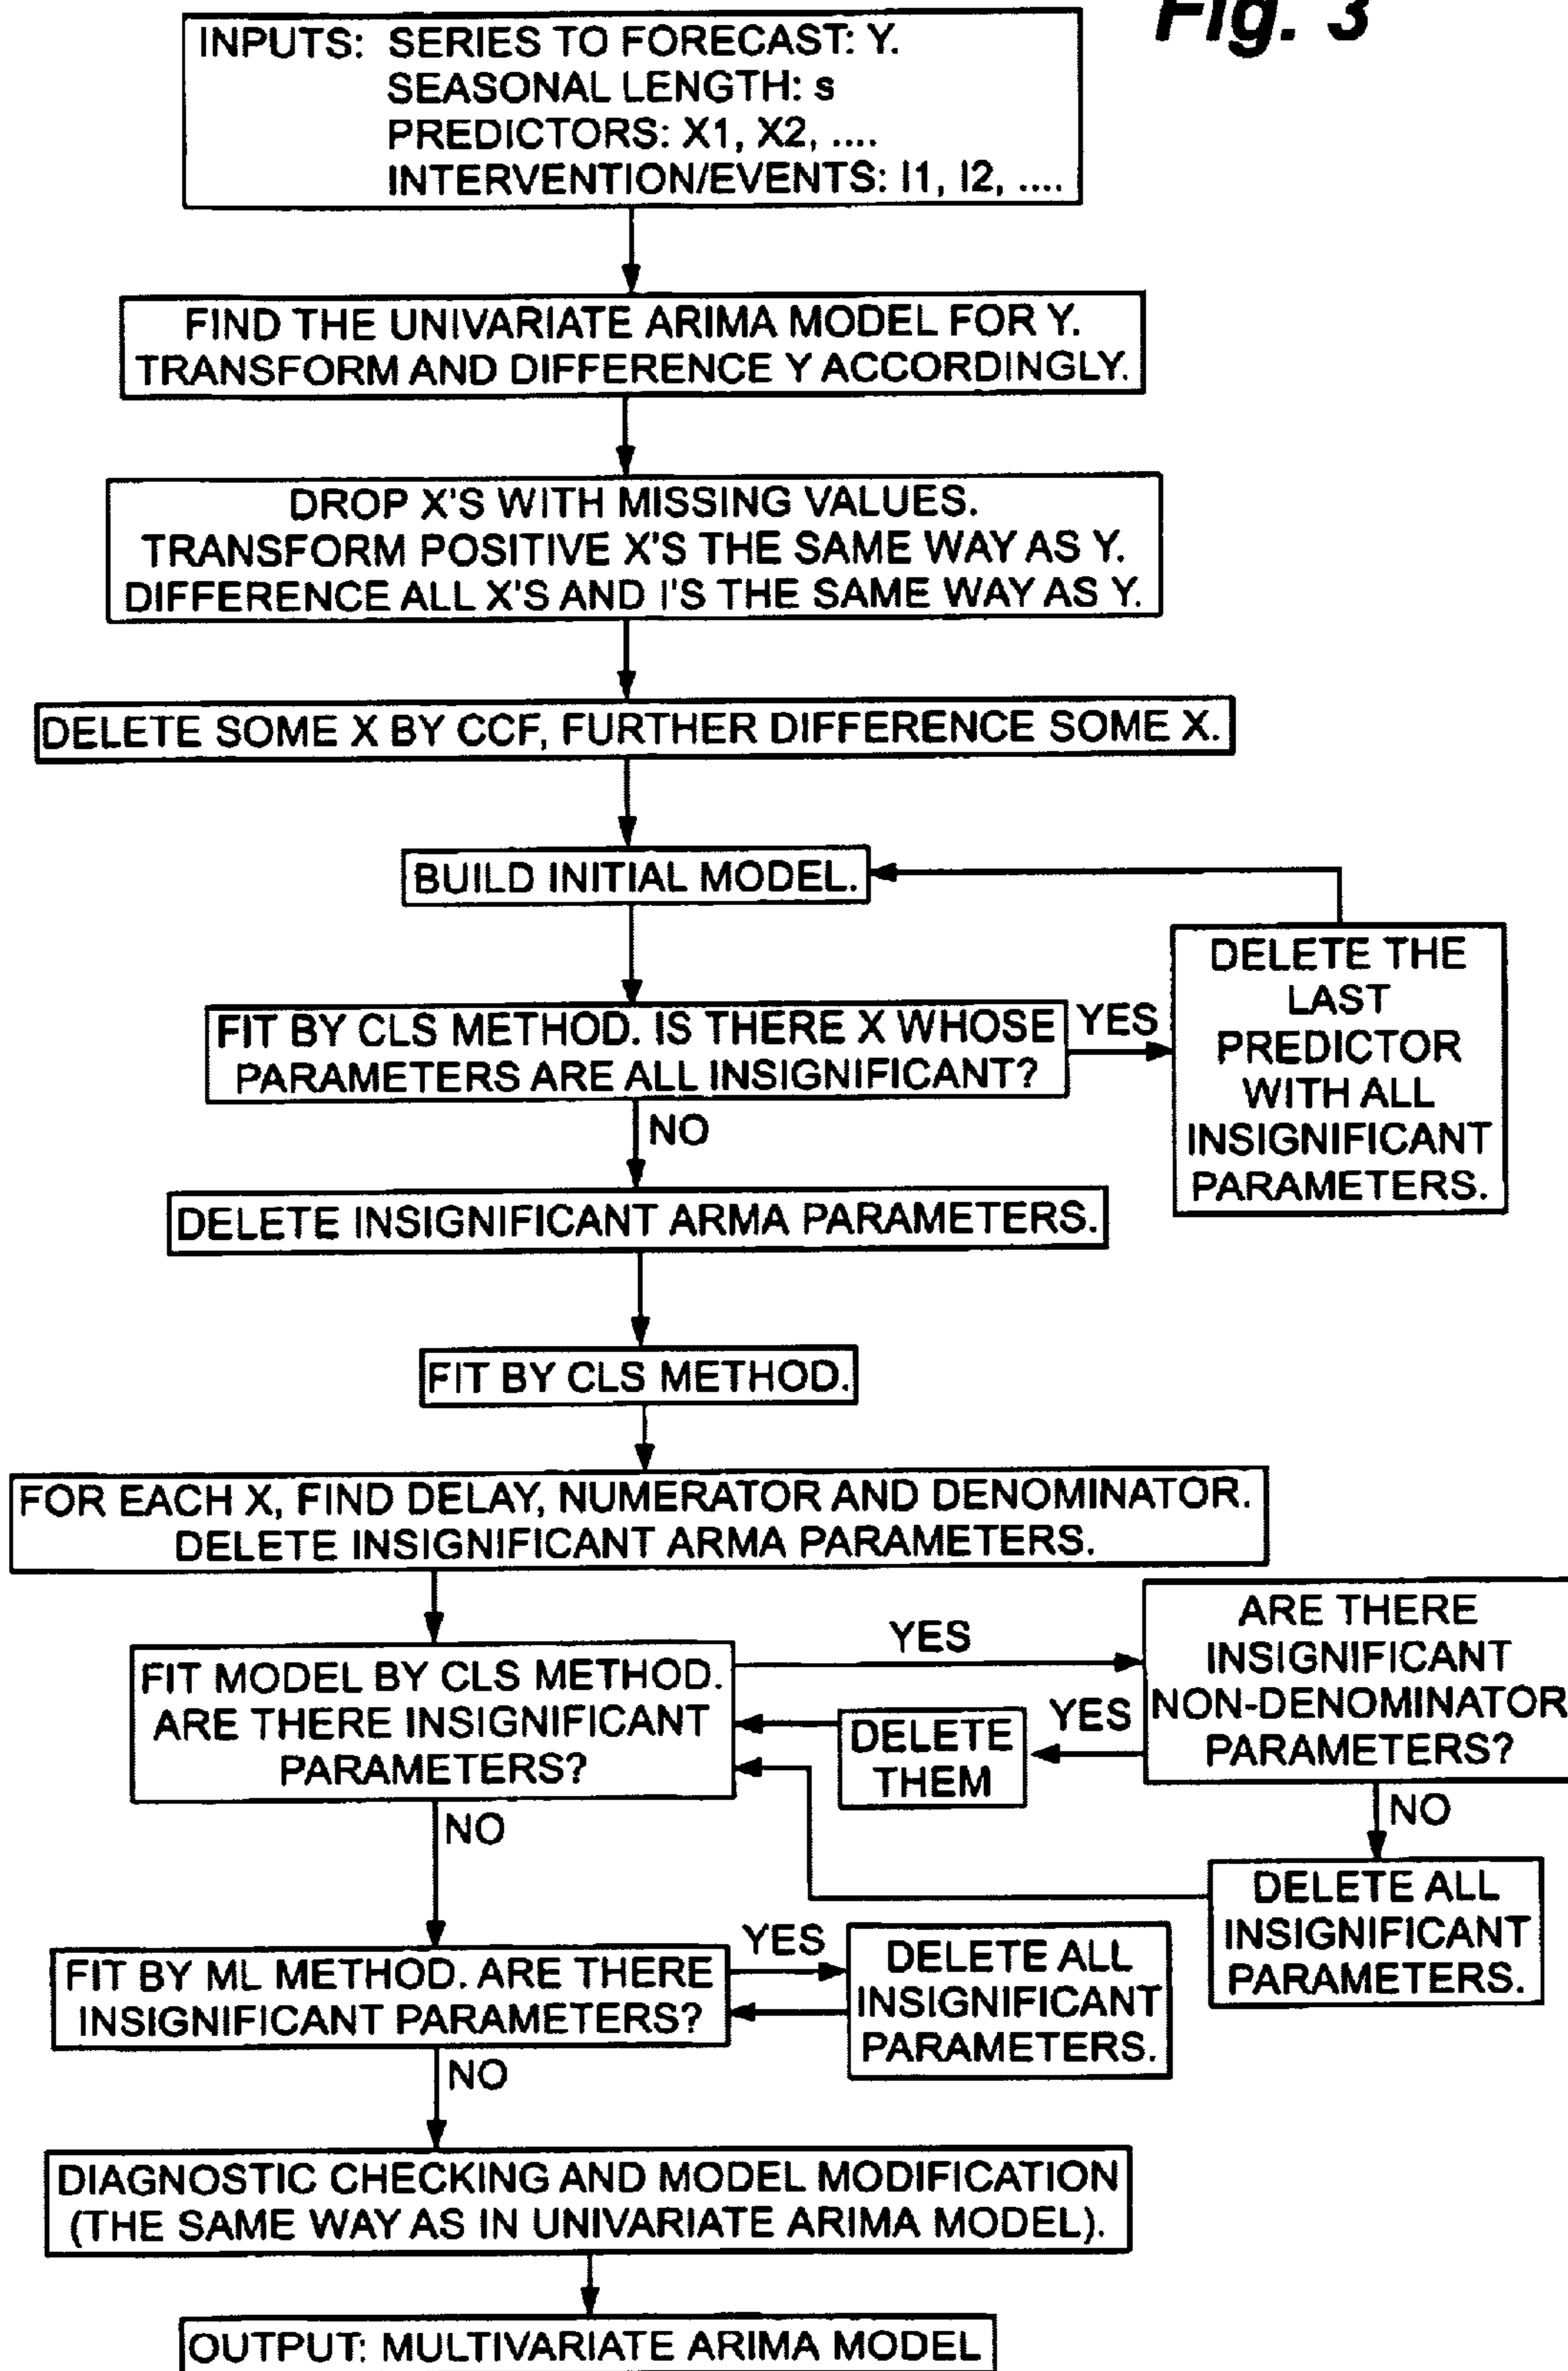 Fig. 3
INPUTS: SERIES TO FORECAST: Y.
SEASONAL LENGTH: s
PREDICTORS: X1, X2, ....
INTERVENTION/EVENTS: I1, I2, ....
FIND THE UNIVARIATE ARIMA MODEL FOR Y.
TRANSFORM AND DIFFERENCE Y ACCORDINGLY.
DROP X'S WITH MISSING VALUES.
TRANSFORM POSITIVE X'S THE SAME WAY AS Y.
DIFFERENCE ALL X'S AND I'S THE SAME WAY AS Y.
DELETE SOME X BY CCF, FURTHER DIFFERENCE SOME X.
BUILD INITIAL MODEL.
FIT BY CLS METHOD. IS THERE X WHOSE
PARAMETERS ARE ALL INSIGNIFICANT?
YES
DELETE THE
LAST
PREDICTOR
WITH ALL
INSIGNIFICANT
PARAMETERS.
NO
DELETE INSIGNIFICANT ARMA PARAMETERS.
FIT BY CLS METHOD.
FOR EACH X, FIND DELAY, NUMERATOR AND DENOMINATOR.
DELETE INSIGNIFICANT ARMA PARAMETERS.
FIT MODEL BY CLS METHOD.
ARE THERE INSIGNIFICANT
PARAMETERS?
YES
ARE THERE
INSIGNIFICANT
NON-DENOMINATOR
PARAMETERS?
YES
DELETE
THEM
NO
DELETE ALL
INSIGNIFICANT
PARAMETERS.
NO
FIT BY ML METHOD. ARE THERE
INSIGNIFICANT PARAMETERS?
YES
DELETE ALL
INSIGNIFICANT
PARAMETERS.
NO
DIAGNOSTIC CHECKING AND MODEL MODIFICATION
(THE SAME WAY AS IN UNIVARIATE ARIMA MODEL).
OUTPUT: MULTIVARIATE ARIMA MODEL